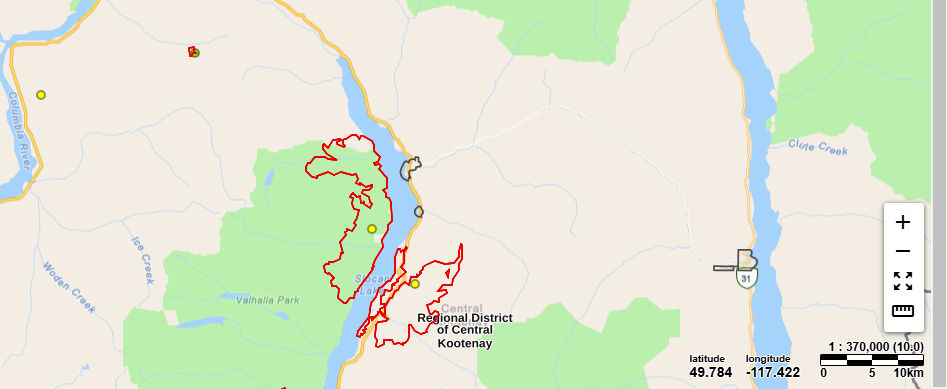 Columbia River
Clute Creek
Ice Creek
Woden Creek
Valhalla Park
Slocan
Lake
31
Central
Regional District
of Central
Kootenay
1 : 370,000 (10.0)
latitude longitude
49.784 -117.422
0 5 10km